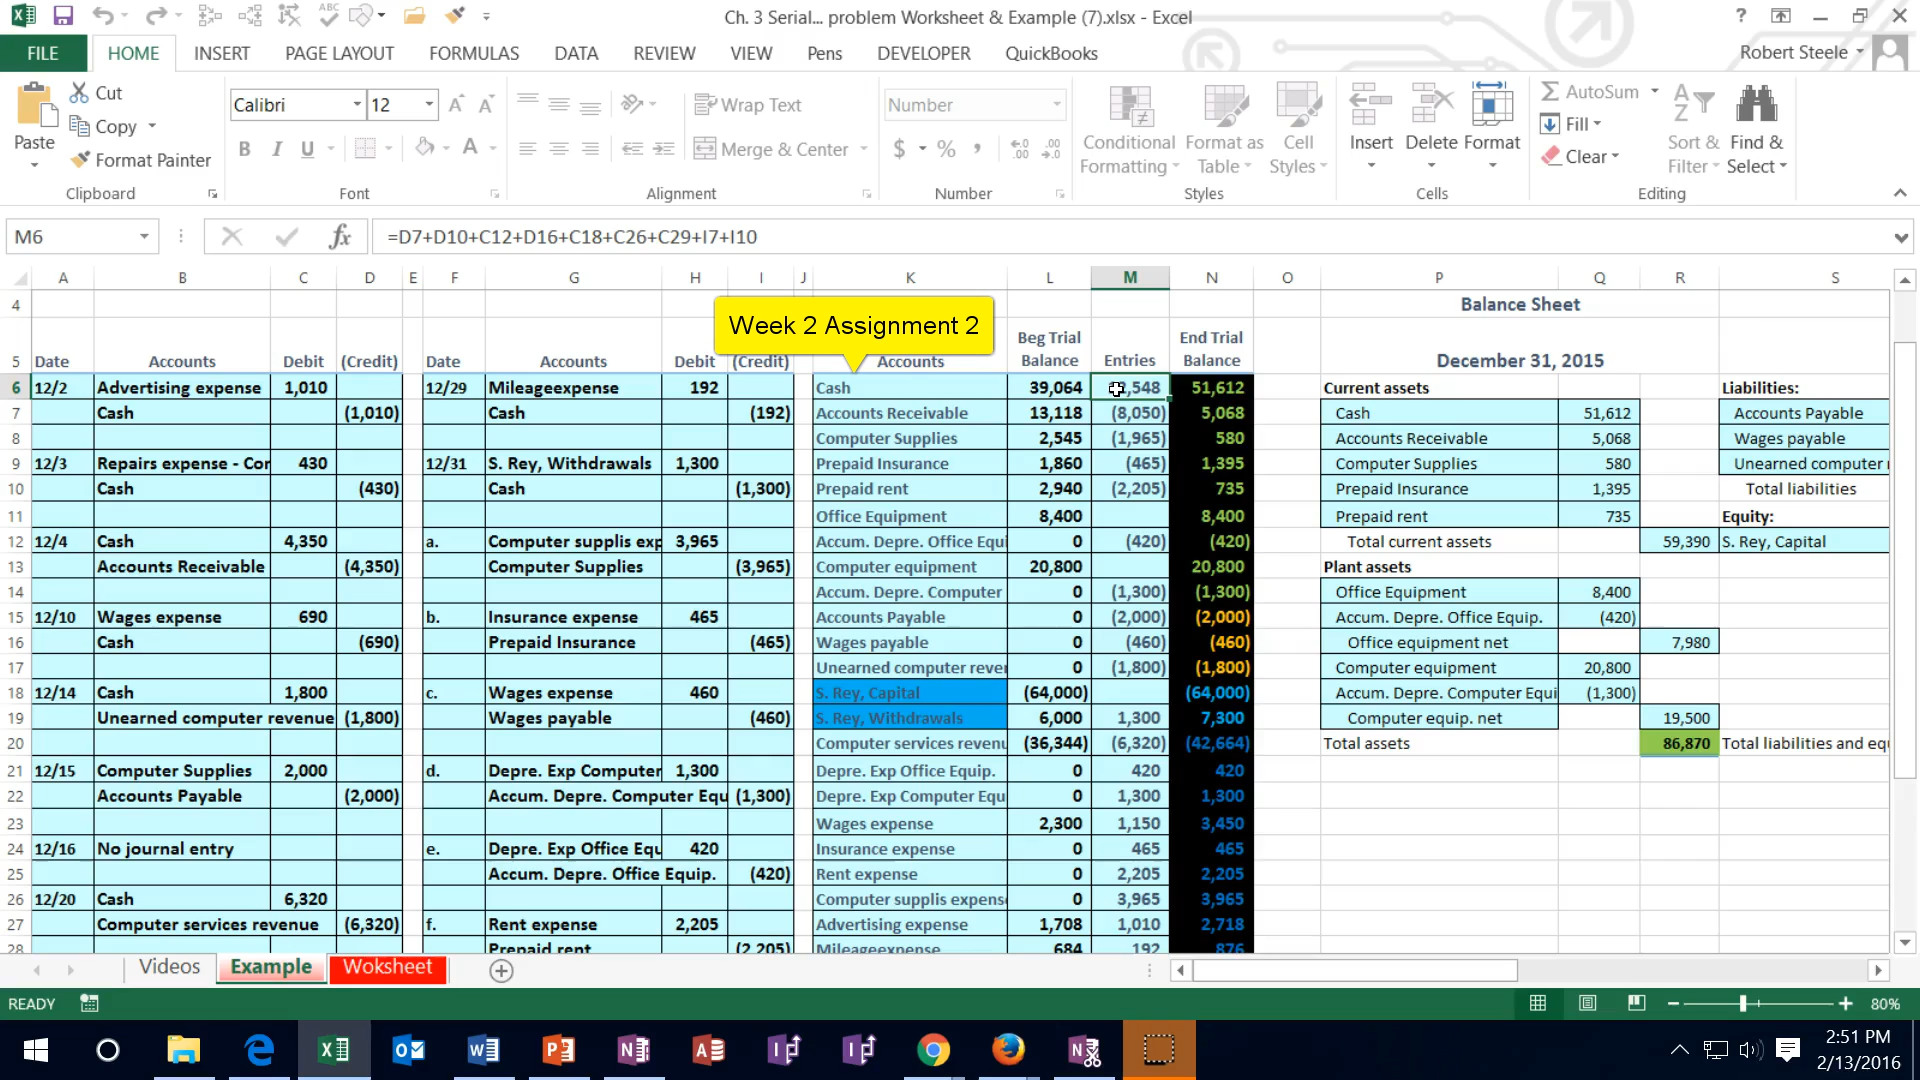 Ch. 3 Serial... problem Worksheet & Example (7).xlsx - Excel
FILE HOME INSERT PAGE LAYOUT FORMULAS DATA REVIEW VIEW Pens DEVELOPER QuickBooks Robert Steele
Paste Cut Copy Format Painter Clipboard
Calibri 12 B I U A Font
Wrap Text Merge & Center Alignment
Number $ % , Number
Conditional Formatting Format as Table Cell Styles Styles
Insert Delete Format Cells
AutoSum Fill Clear Sort & Filter Find & Select Editing
M6 fx =D7+D10+C12+D16+C18+C26+C29+I7+I10
A B C D E F G H I J K L M N O P Q R S
4 Balance Sheet
Week 2 Assignment 2
5 Date Accounts Debit (Credit) Date Accounts Debit (Credit) Accounts Beg Trial Balance Entries End Trial Balance December 31, 2015
6 12/2 Advertising expense 1,010 12/29 Mileageexpense 192 Cash 39,064 51,612 Current assets Liabilities:
7 Cash (1,010) Cash (192) Accounts Receivable 13,118 (8,050) 5,068 Cash 51,612 Accounts Payable
8 Computer Supplies 2,545 (1,965) 580 Accounts Receivable 5,068 Wages payable
9 12/3 Repairs expense - Cor 430 12/31 S. Rey, Withdrawals 1,300 Prepaid Insurance 1,860 (465) 1,395 Computer Supplies 580 Unearned computer
10 Cash (430) Cash (1,300) Prepaid rent 2,940 (2,205) 735 Prepaid Insurance 1,395 Total liabilities
11 Office Equipment 8,400 8,400 Prepaid rent 735 Equity:
12 12/4 Cash 4,350 a. Computer supplis exp 3,965 Accum. Depre. Office Equi 0 (420) (420) Total current assets 59,390 S. Rey, Capital
13 Accounts Receivable (4,350) Computer Supplies (3,965) Computer equipment 20,800 20,800 Plant assets
14 Accum. Depre. Computer 0 (1,300) (1,300) Office Equipment 8,400
15 12/10 Wages expense 690 b. Insurance expense 465 Accounts Payable 0 (2,000) (2,000) Accum. Depre. Office Equip. (420)
16 Cash (690) Prepaid Insurance (465) Wages payable 0 (460) (460) Office equipment net 7,980
17 Unearned computer rever 0 (1,800) (1,800) Computer equipment 20,800
18 12/14 Cash 1,800 c. Wages expense 460 S. Rey, Capital (64,000) (64,000) Accum. Depre. Computer Equi (1,300)
19 Unearned computer revenue (1,800) Wages payable (460) S. Rey, Withdrawals 6,000 1,300 7,300 Computer equip. net 19,500
20 Computer services revenu (36,344) (6,320) (42,664) Total assets 86,870 Total liabilities and eq
21 12/15 Computer Supplies 2,000 d. Depre. Exp Computer 1,300 Depre. Exp Office Equip. 0 420 420
22 Accounts Payable (2,000) Accum. Depre. Computer Equ (1,300) Depre. Exp Computer Equ 0 1,300 1,300
23 Wages expense 2,300 1,150 3,450
24 12/16 No journal entry e. Depre. Exp Office Equ 420 Insurance expense 0 465 465
25 Accum. Depre. Office Equip. (420) Rent expense 0 2,205 2,205
26 12/20 Cash 6,320 Computer supplis expens 0 3,965 3,965
27 Computer services revenue (6,320) f. Rent expense 2,205 Advertising expense 1,708 1,010 2,718
28 Prepaid rent (2,205) Mileageexpense 684 192 876
Videos Example Woksheet
READY 80%
2:51 PM
2/13/2016